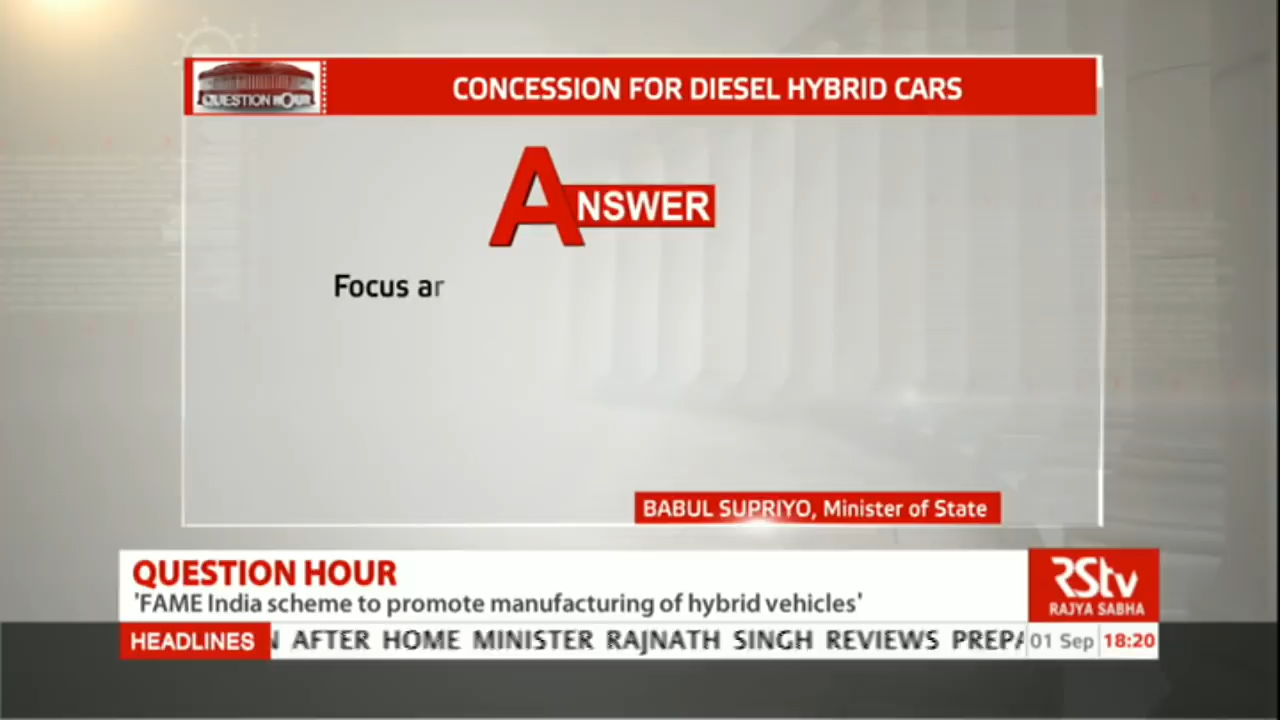 QUESTION HOUR
CONCESSION FOR DIESEL HYBRID CARS
ANSWER
Focus ar
BABUL SUPRIYO, Minister of State
QUESTION HOUR
'FAME India scheme to promote manufacturing of hybrid vehicles'
RStv
RAJYA SABHA
HEADLINES
N AFTER HOME MINISTER RAJNATH SINGH REVIEWS PREPA
01 Sep 18:20